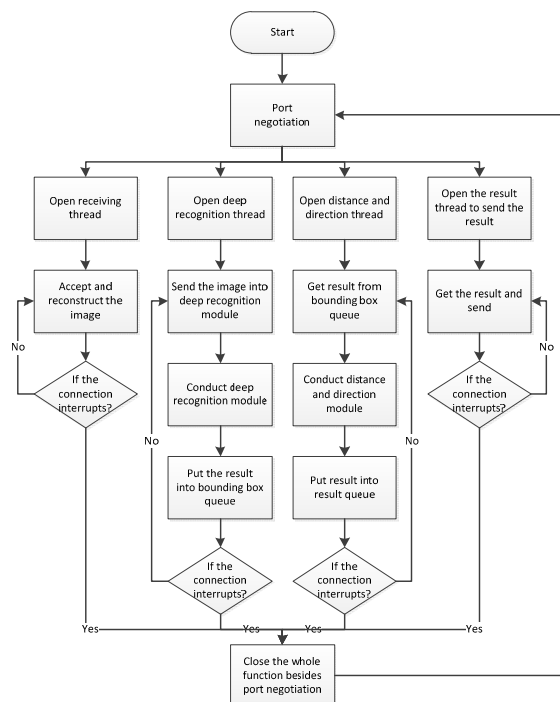 Start
Port
negotiation
Open receiving
thread
Open deep
recognition thread
Open distance and
direction thread
Open the result
thread to send the
result
Accept and
reconstruct the
image
Send the image into
deep recognition
module
Get result from
bounding box
queue
Get the result and
send
No
No
If the
connection
interrupts?
Conduct deep
recognition module
Conduct distance
and direction
module
If the
connection
interrupts?
No
No
Put the result
into bounding box
queue
Put result into
result queue
If the
connection
interrupts?
If the
connection
interrupts?
Yes
Yes
Yes
Yes
Close the whole
function besides
port negotiation